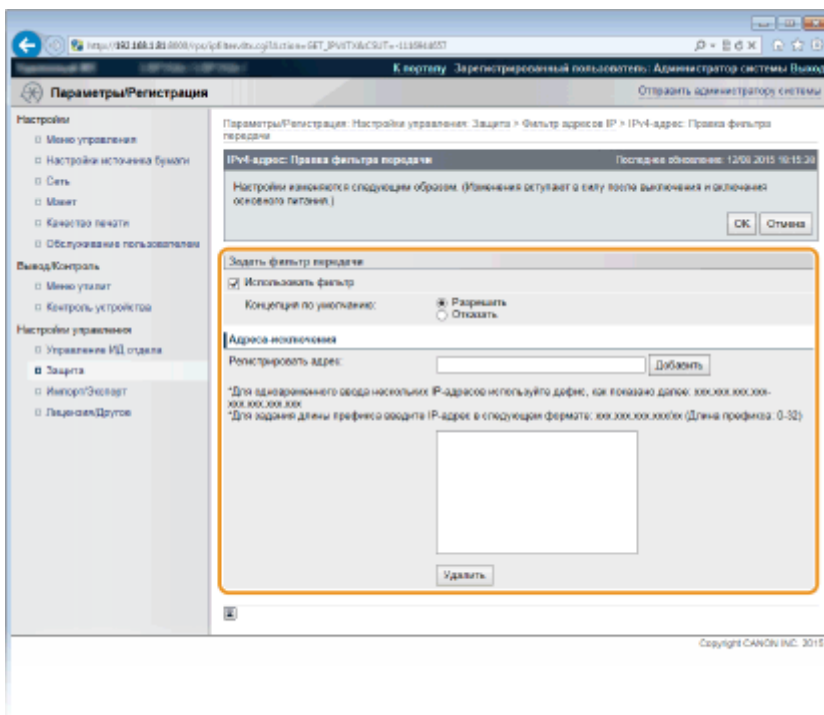 К порталу Зарегистрированный пользователь: Администратор системы Выход
Параметры/Регистрация
Отправить администратору системы
Настройки
Меню управления
Настройки источника бумаги
Сеть
Макет
Качество печати
Обслуживание пользователем
Вывод/Контроль
Меню утилит
Контроль устройства
Настройки управления
Управление ИД отдела
Защита
Импорт/Экспорт
Лицензия/Другое
Параметры/Регистрация: Настройки управления: Защита > Фильтр адресов IP > IPv4-адрес: Правка фильтра
передачи
IPv4-адрес: Правка фильтра передачи
Последнее обновление: 12/08 2015
Настройки изменяются следующим образом. (Изменения вступают в силу после выключения и включения
основного питания.)
OK Отмена
Задать фильтр передачи
Использовать фильтр
Концепция по умолчанию:
Разрешить
Отказать
Адреса-исключения
Регистрировать адрес:
Добавить
*Для одновременного ввода нескольких IP-адресов используйте дефис, как показано далее: xxx.xxx.xxx.xxx-
xxx.xxx.xxx.xxx
*Для задания длины префикса введите IP-адрес в следующем формате: xxx.xxx.xxx.xxx/xx (Длина префикса: 0-32)
Удалить
Copyright CANON INC. 2015